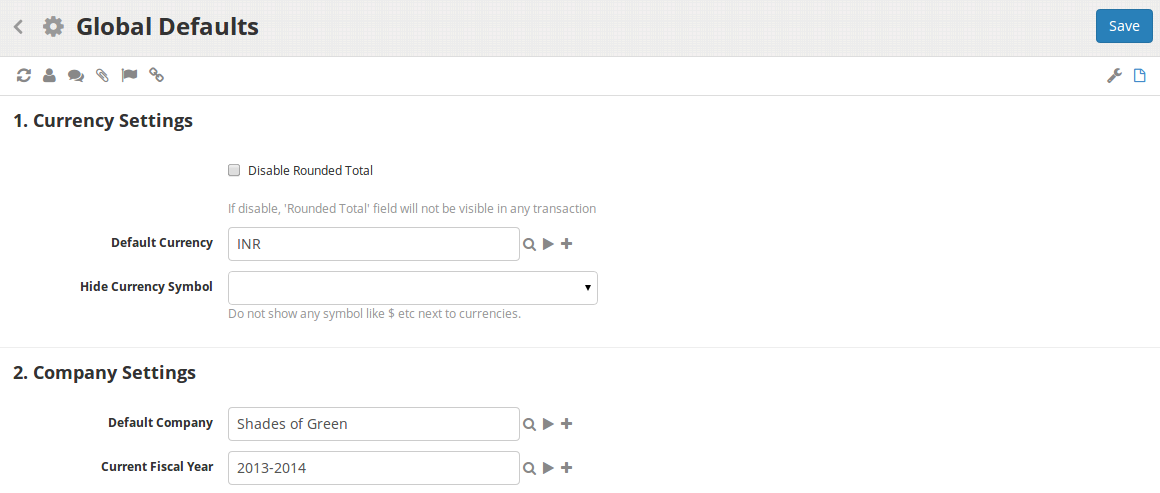 Global Defaults
Save
1. Currency Settings
Disable Rounded Total
If disable, 'Rounded Total' field will not be visible in any transaction
Default Currency
INR
Hide Currency Symbol
Do not show any symbol like $ etc next to currencies.
2. Company Settings
Default Company
Shades of Green
Current Fiscal Year
2013-2014